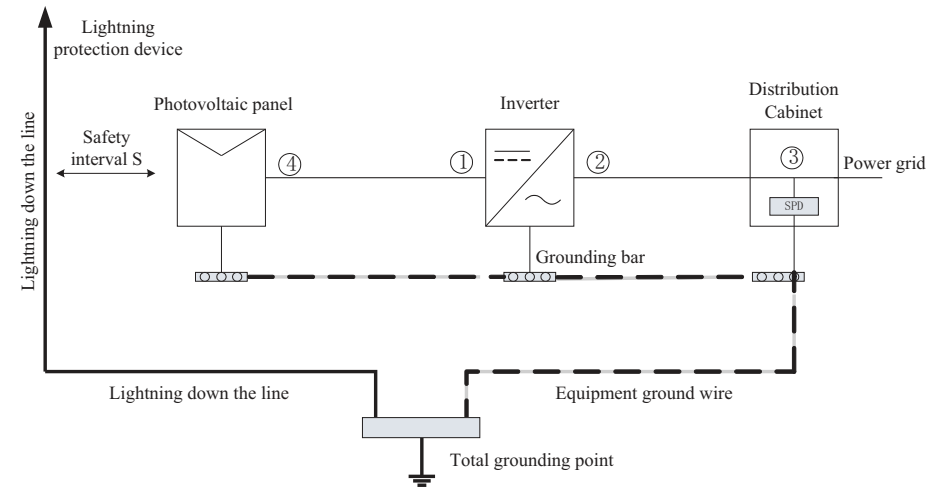 Lightning
protection device
Lightning down the line
Safety
interval S
Photovoltaic panel
④
①
Inverter
②
Distribution
Cabinet
③
Power grid
SPD
Grounding bar
Lightning down the line
Equipment ground wire
Total grounding point